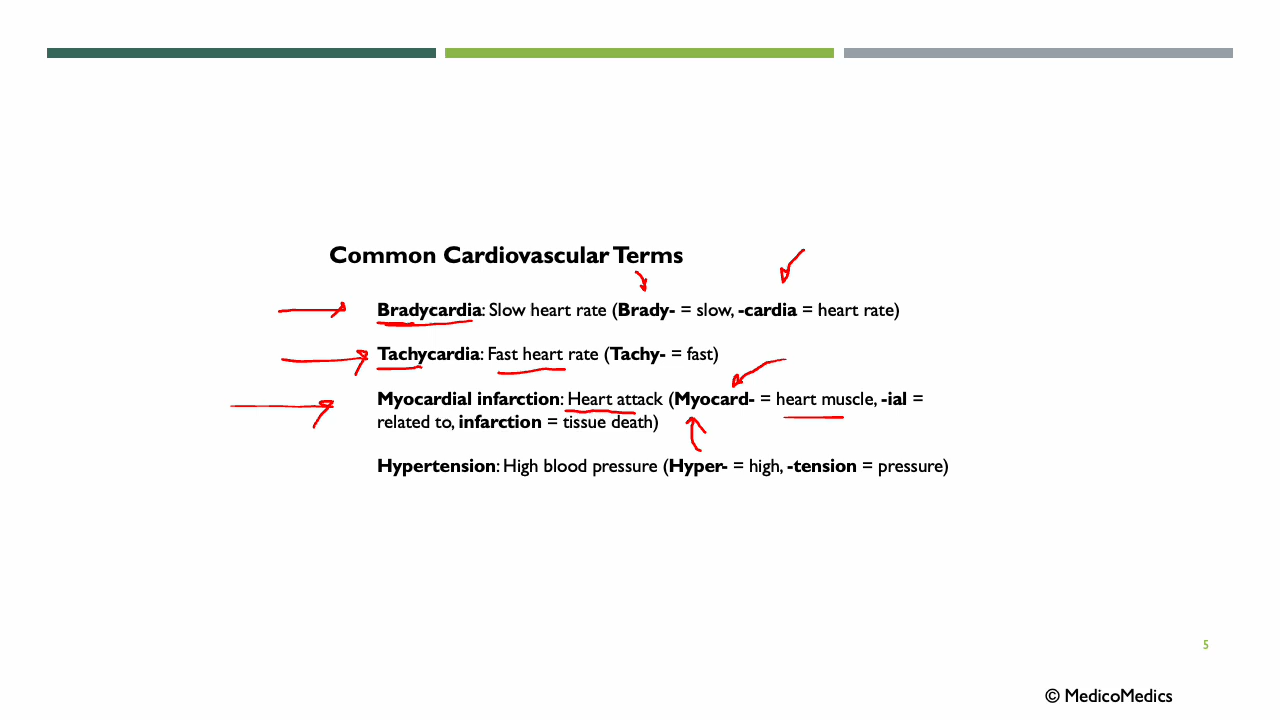 Common Cardiovascular Terms
Bradycardia: Slow heart rate (Brady- = slow, -cardia = heart rate)
Tachycardia: Fast heart rate (Tachy- = fast)
Myocardial infarction: Heart attack (Myocard- = heart muscle, -ial =
related to, infarction = tissue death)
Hypertension: High blood pressure (Hyper- = high, -tension = pressure)
5
© MedicoMedics